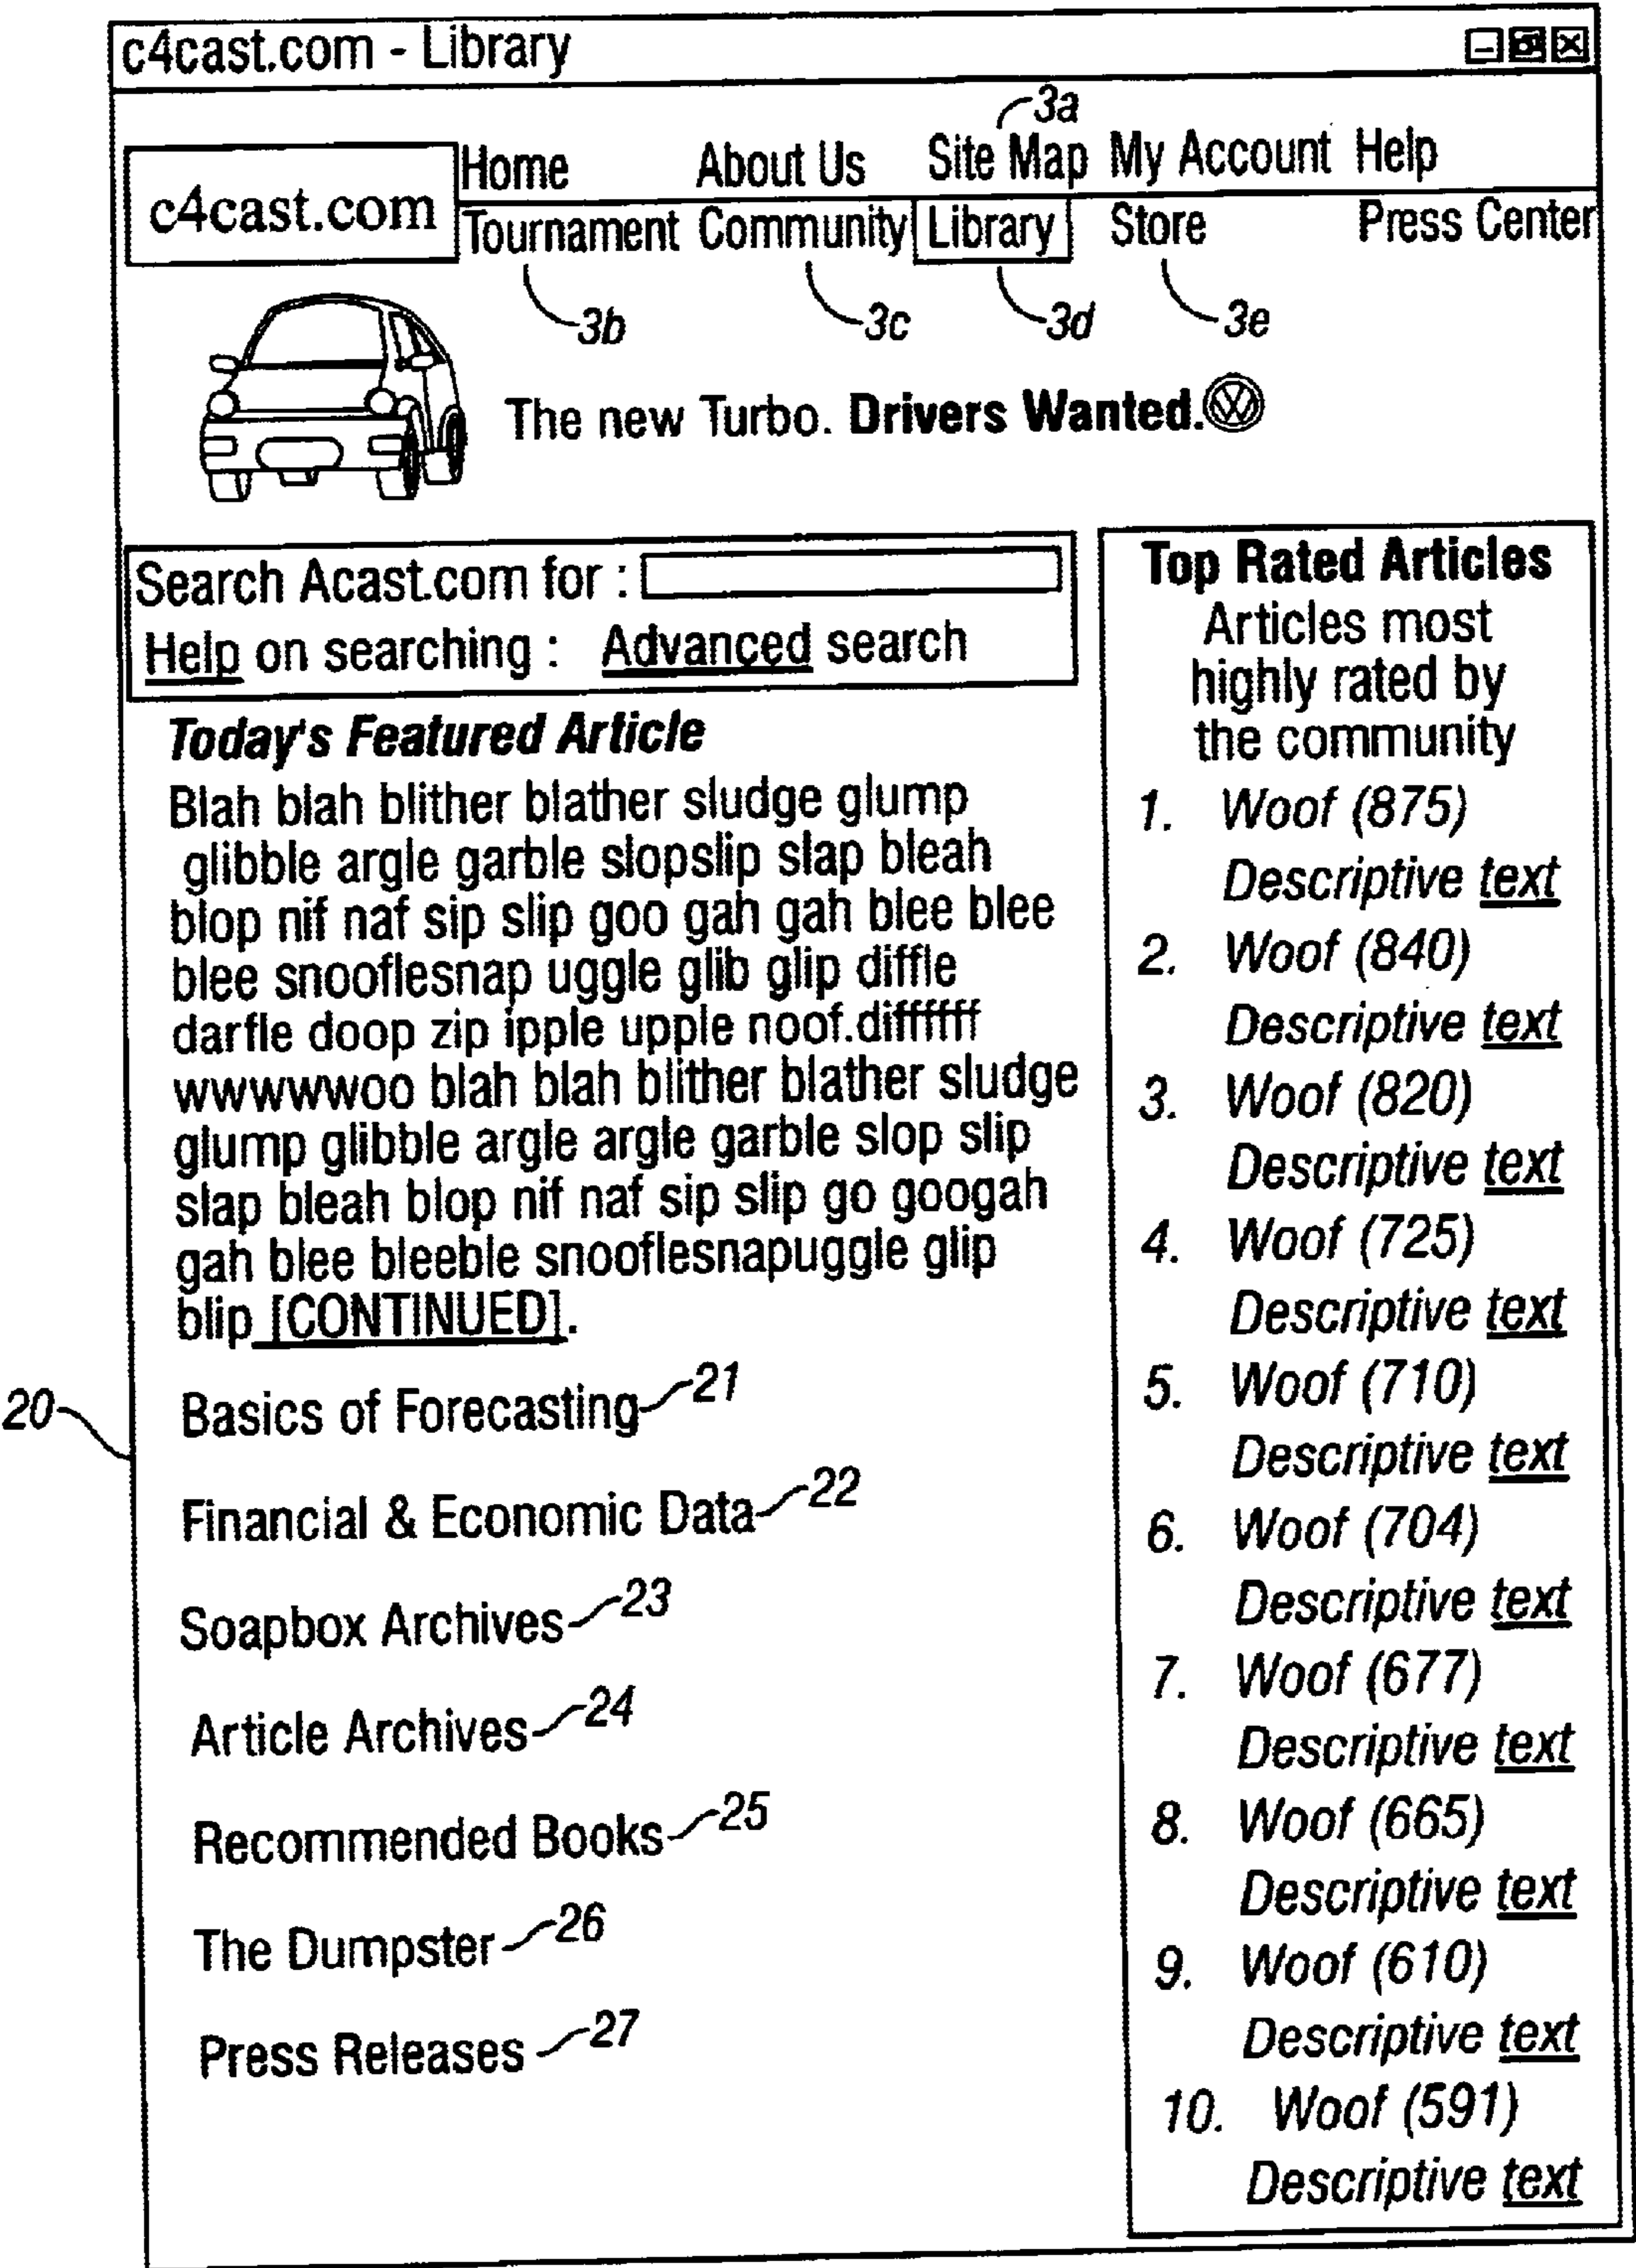 c4cast.com - Library
3a
c4cast.com
Home About Us Site Map My Account Help
Tournament Community Library Store Press Center
3b 3c 3d 3e
The new Turbo. Drivers Wanted.
Search Acast.com for :
Help on searching : Advanced search
Today's Featured Article
Blah blah blither blather sludge glump
glibble argle garble slopslip slap bleah
blop nif naf sip slip goo gah gah blee blee
blee snooflesnap uggle glib glip diffle
darfle doop zip ipple upple noof.diffffff
wwwwwwoo blah blah blither blather sludge
glump glibble argle argle garble slop slip
slap bleah blop nif naf sip slip go googah
gah blee bleeble snooflesnapuggle glip
blip [CONTINUED].
20
Basics of Forecasting 21
Financial & Economic Data 22
Soapbox Archives 23
Article Archives 24
Recommended Books 25
The Dumpster 26
Press Releases 27
Top Rated Articles
Articles most
highly rated by
the community
1. Woof (875)
Descriptive text
2. Woof (840)
Descriptive text
3. Woof (820)
Descriptive text
4. Woof (725)
Descriptive text
5. Woof (710)
Descriptive text
6. Woof (704)
Descriptive text
7. Woof (677)
Descriptive text
8. Woof (665)
Descriptive text
9. Woof (610)
Descriptive text
10. Woof (591)
Descriptive text